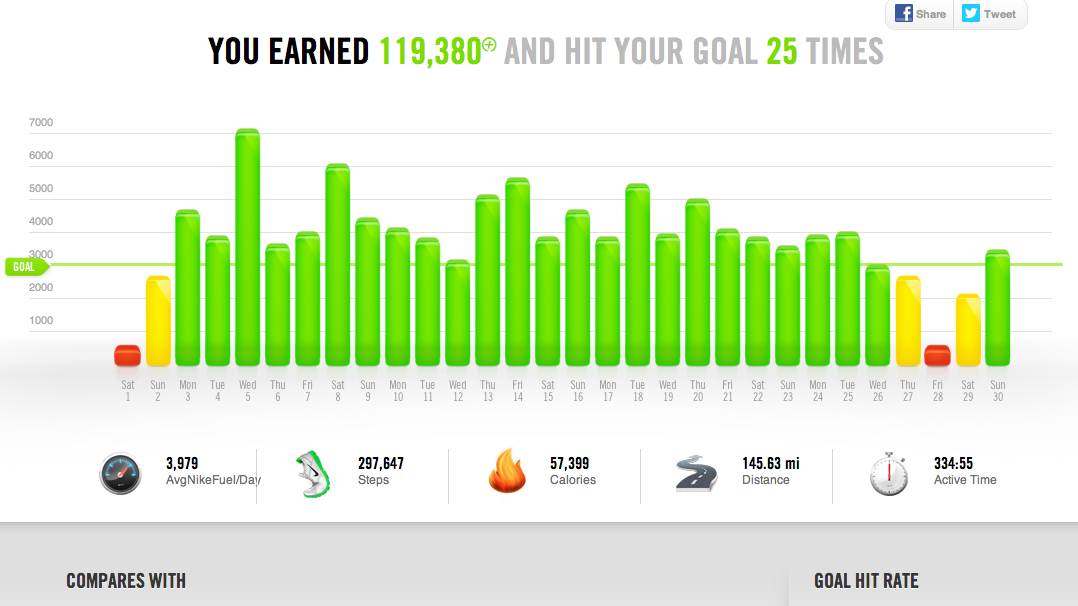 Share
Tweet
YOU EARNED 119,380 AND HIT YOUR GOAL 25 TIMES
7000
6000
5000
4000
3000
GOAL
2000
1000
Sat Sun Mon Tue Wed Thu Fri Sat Sun Mon Tue Wed Thu Fri Sat Sun Mon Tue Wed Thu Fri Sat Sun Mon Tue Wed Thu Fri Sat Sun
1 2 3 4 5 6 7 8 9 10 11 12 13 14 15 16 17 18 19 20 21 22 23 24 25 26 27 28 29 30
3,979
AvgNikeFuel/Day
297,647
Steps
57,399
Calories
145.63 mi
Distance
334:55
Active Time
COMPARES WITH
GOAL HIT RATE